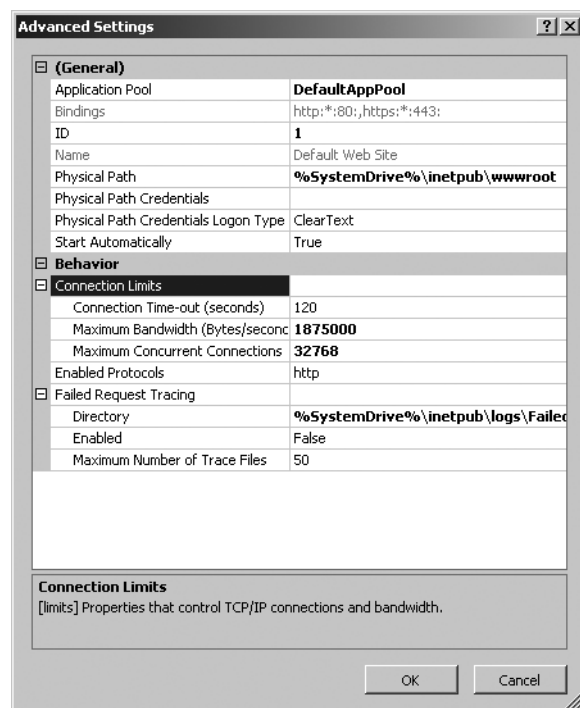 Advanced Settings
(General)
Application Pool DefaultAppPool
Bindings http:*:80:,https:*:443:
ID 1
Name Default Web Site
Physical Path %SystemDrive%\inetpub\wwwroot
Physical Path Credentials
Physical Path Credentials Logon Type ClearText
Start Automatically True
Behavior
Connection Limits
Connection Time-out (seconds) 120
Maximum Bandwidth (Bytes/second 1875000
Maximum Concurrent Connections 32768
Enabled Protocols http
Failed Request Tracing
Directory %SystemDrive%\inetpub\logs\Failed
Enabled False
Maximum Number of Trace Files 50
Connection Limits
[limits] Properties that control TCP/IP connections and bandwidth.
OK Cancel